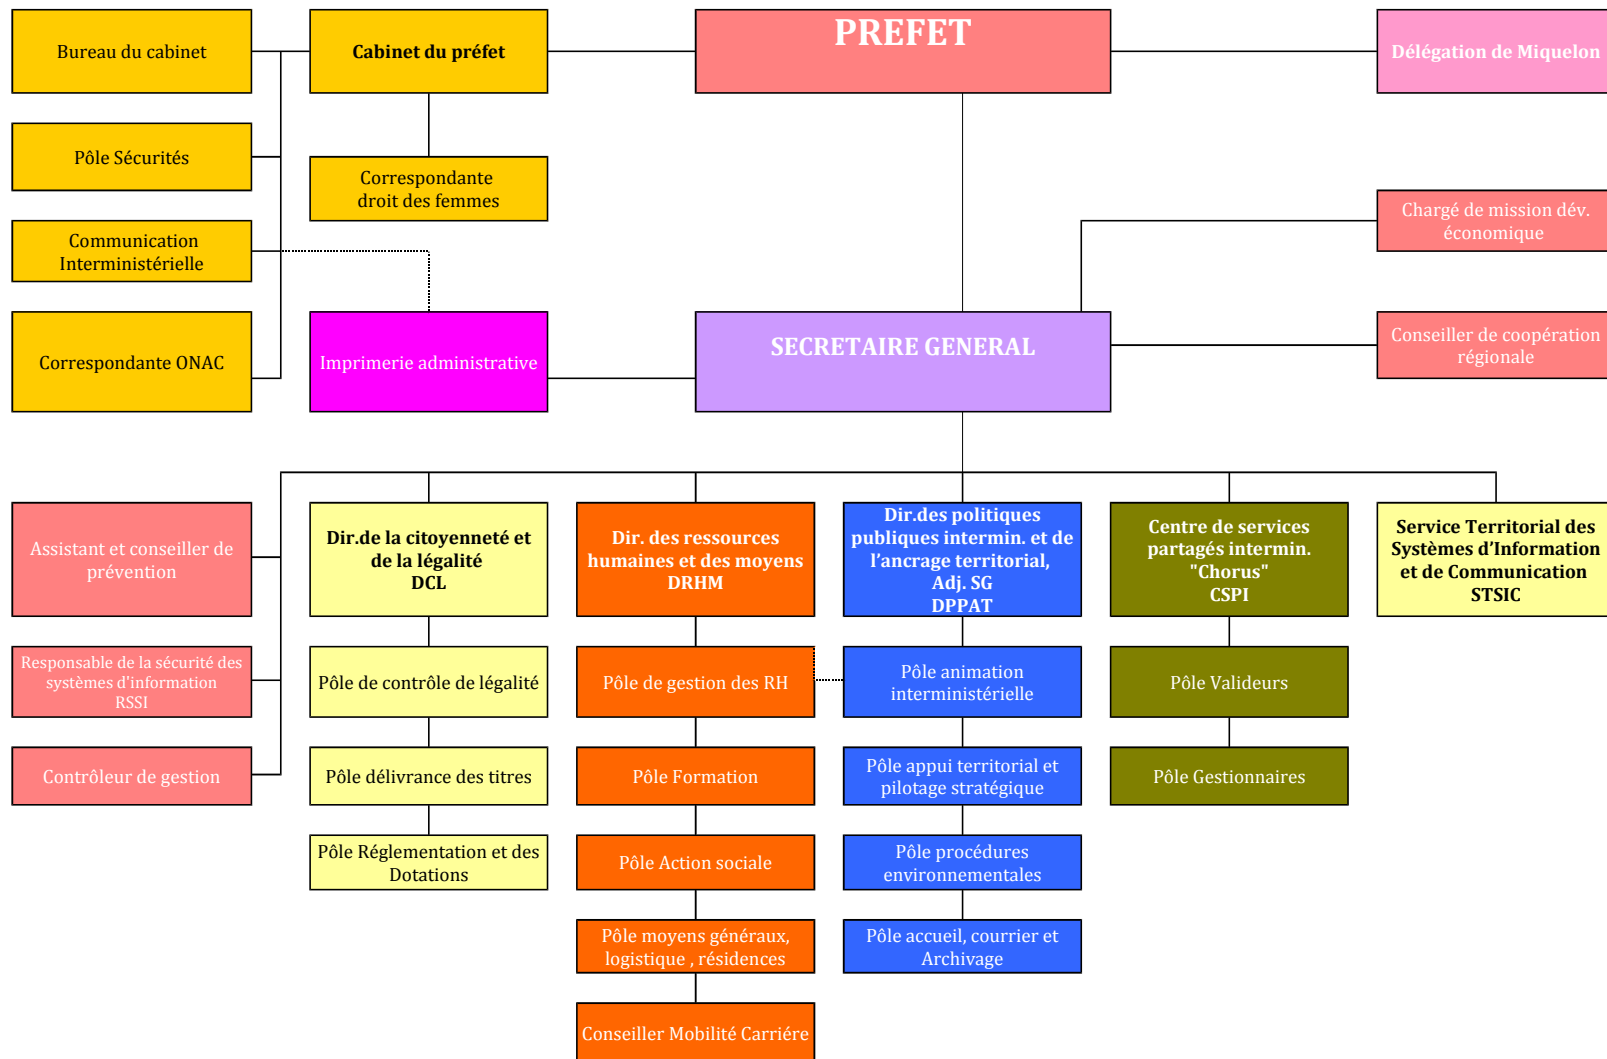 PREFET
Bureau du cabinet
Cabinet du préfet
Délégation de Miquelon
Pôle Sécurités
Correspondante
droit des femmes
Chargé de mission dév.
économique
Communication
Interministérielle
Correspondante ONAC
Imprimerie administrative
SECRETAIRE GENERAL
Conseiller de coopération
régionale
Assistant et conseiller de
prévention
Dir.de la citoyenneté et
de la légalité
DCL
Dir. des ressources
humaines et des moyens
DRHM
Dir.des politiques
publiques intermin. et de
l’ancrage territorial,
Adj. SG
DPPAT
Centre de services
partagés intermin.
"Chorus"
CSPI
Service Territorial des
Systèmes d’Information
et de Communication
STSIC
Responsable de la sécurité des
systèmes d'information
RSSI
Pôle de contrôle de légalité
Pôle de gestion des RH
Pôle animation
interministérielle
Pôle Valideurs
Contrôleur de gestion
Pôle délivrance des titres
Pôle Formation
Pôle appui territorial et
pilotage stratégique
Pôle Gestionnaires
Pôle Réglementation et des
Dotations
Pôle Action sociale
Pôle procédures
environnementales
Pôle moyens généraux,
logistique , résidences
Pôle accueil, courrier et
Archivage
Conseiller Mobilité Carriére